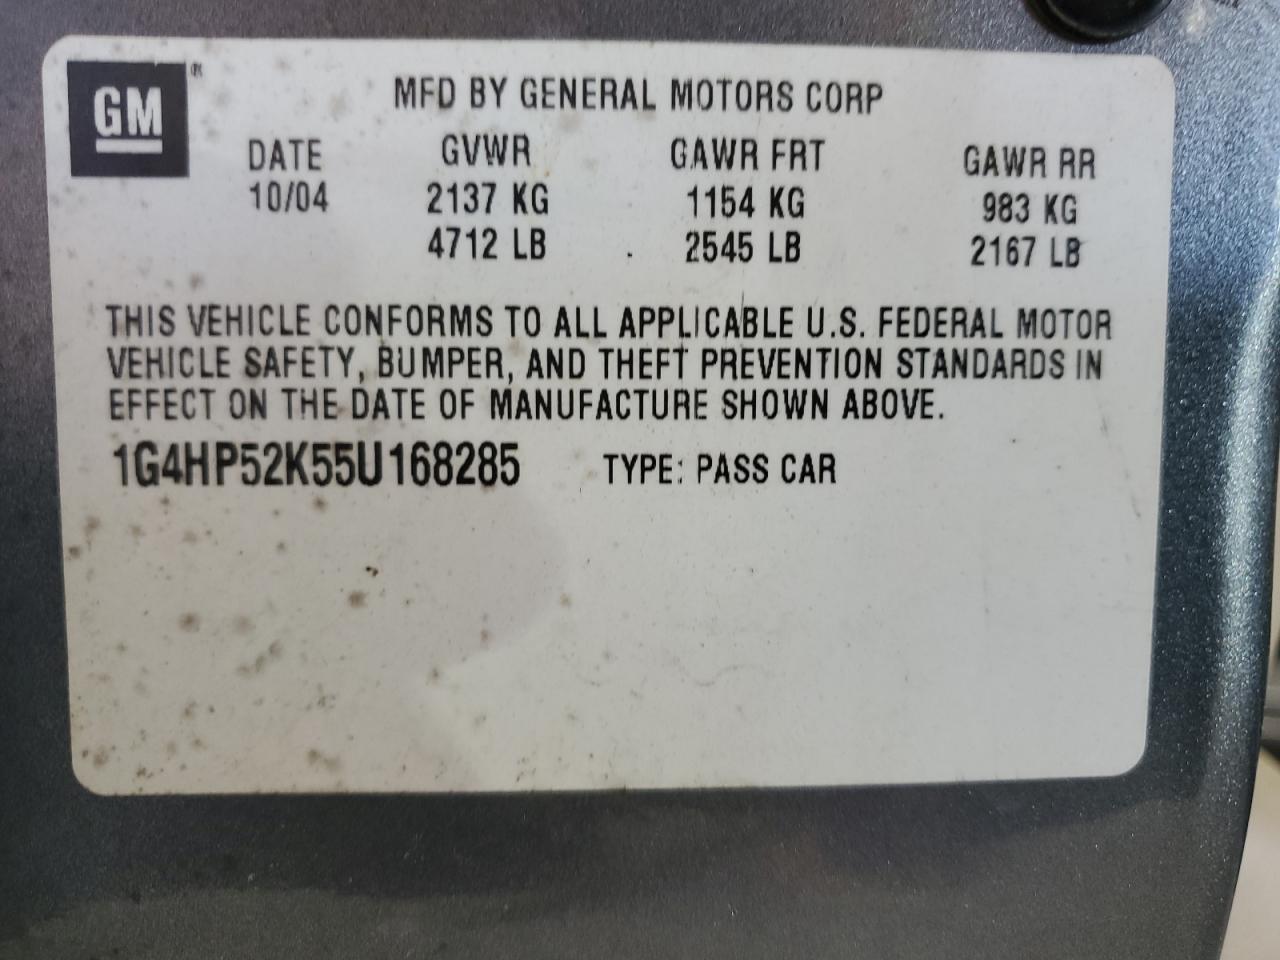 GM ®
MFD BY GENERAL MOTORS CORP
DATE GVWR GAWR FRT GAWR RR
10/04 2137 KG 1154 KG 983 KG
4712 LB 2545 LB 2167 LB
THIS VEHICLE CONFORMS TO ALL APPLICABLE U.S. FEDERAL MOTOR
VEHICLE SAFETY, BUMPER, AND THEFT PREVENTION STANDARDS IN
EFFECT ON THE DATE OF MANUFACTURE SHOWN ABOVE.
1G4HP52K55U168285 TYPE: PASS CAR